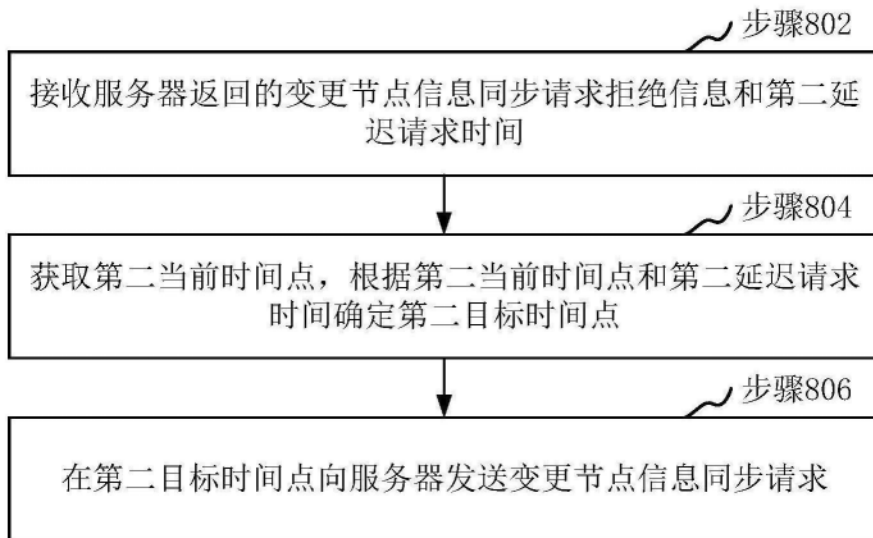 步骤802
接收服务器返回的变更节点信息同步请求拒绝信息和第二延
迟请求时间
步骤804
获取第二当前时间点，根据第二当前时间点和第二延迟请求
时间确定第二目标时间点
步骤806
在第二目标时间点向服务器发送变更节点信息同步请求